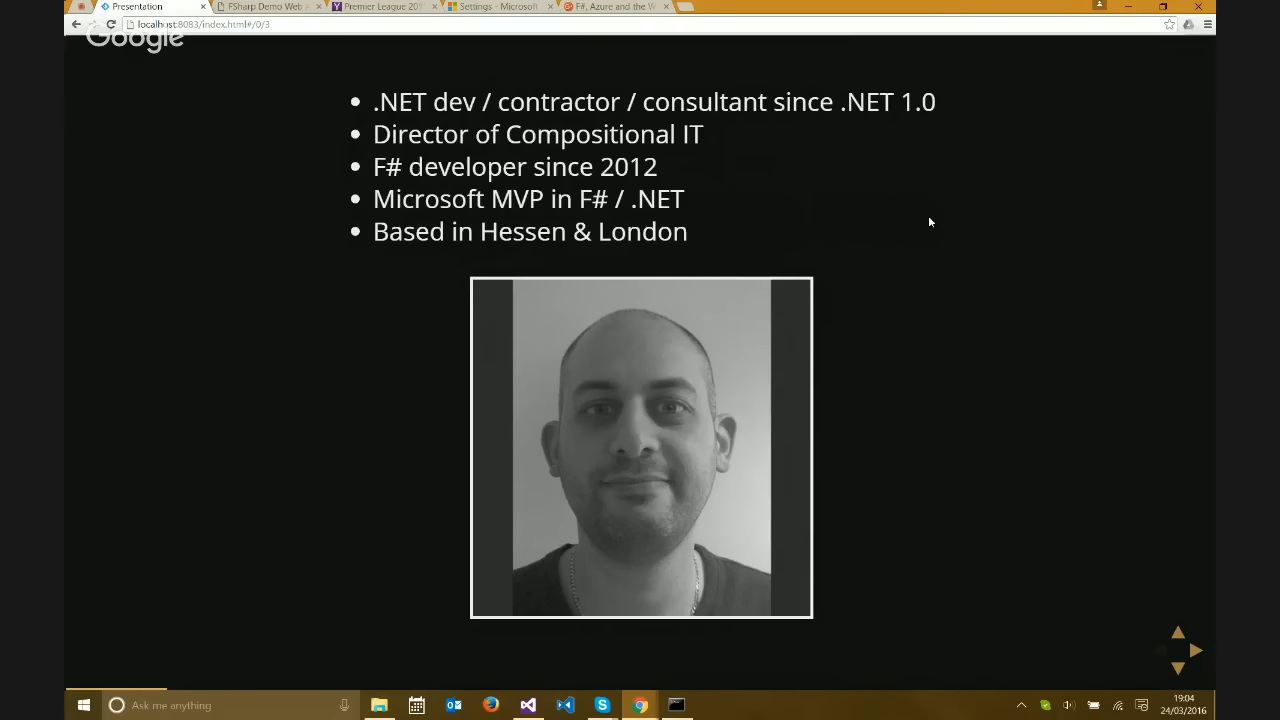 Presentation
FSharp Demo Web A
Premier League 201
Settings - Microsoft
F#, Azure and the W
localhost:8083/index.html#/0/3
Google
• .NET dev / contractor / consultant since .NET 1.0
• Director of Compositional IT
• F# developer since 2012
• Microsoft MVP in F# / .NET
• Based in Hessen & London
Ask me anything
19:04
24/03/2016